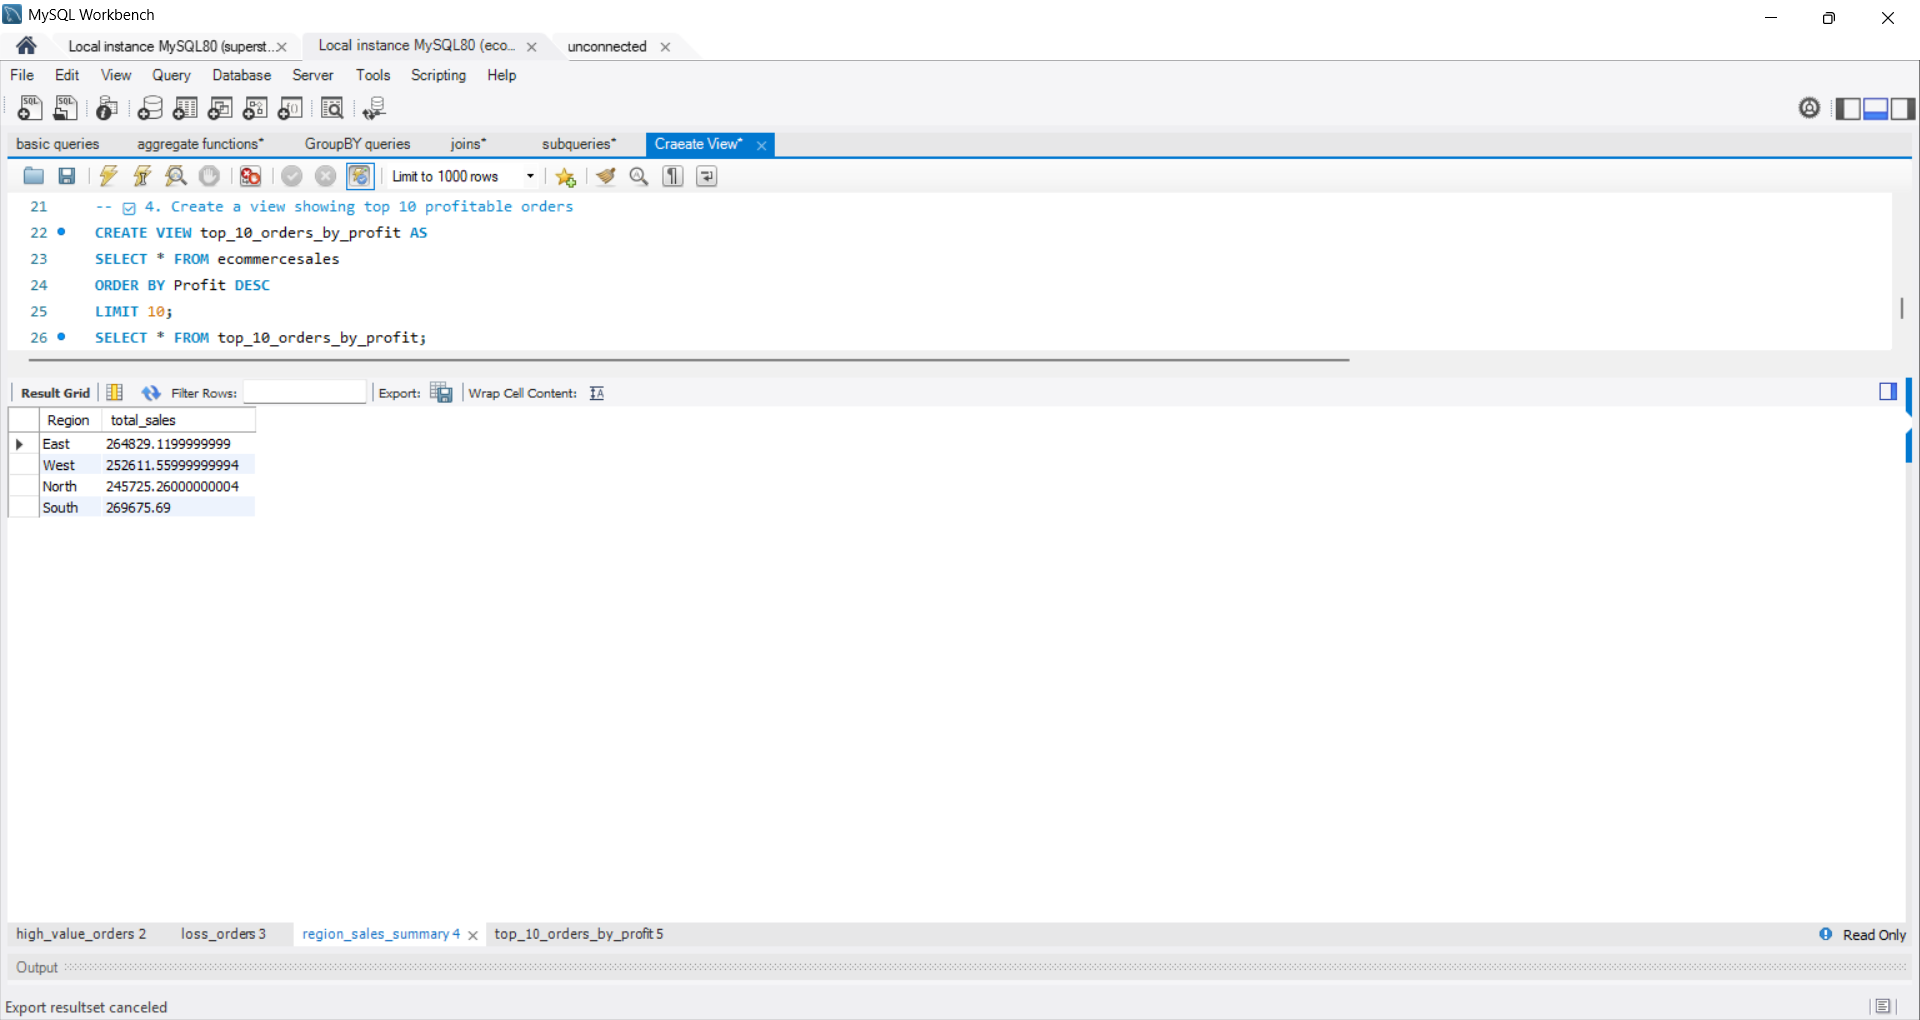 MySQL Workbench
Local instance MySQL80 (superst... Local instance MySQL80 (eco... unconnected
File Edit View Query Database Server Tools Scripting Help
basic queries aggregate functions* GroupBY queries joins* subqueries* Craeate View*
Limit to 1000 rows
21 -- ☑ 4. Create a view showing top 10 profitable orders
22 CREATE VIEW top_10_orders_by_profit AS
23 SELECT * FROM ecommercesales
24 ORDER BY Profit DESC
25 LIMIT 10;
26 SELECT * FROM top_10_orders_by_profit;
Result Grid Filter Rows: Export: Wrap Cell Content: IA
Region total_sales
East 264829.1199999999
West 252611.55999999994
North 245725.26000000004
South 269675.69
high_value_orders 2 loss_orders 3 region_sales_summary 4 top_10_orders_by_profit 5 Read Only
Output
Export resultset canceled